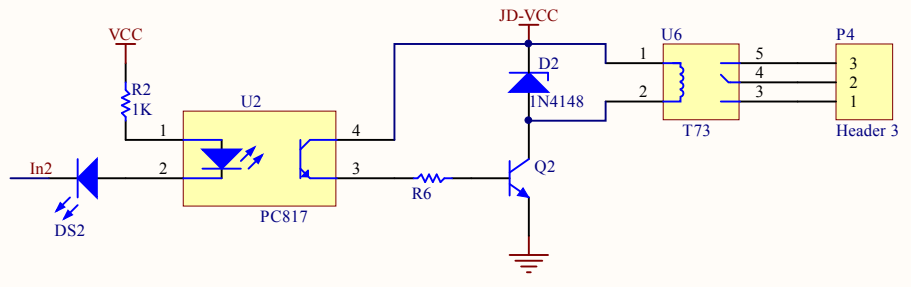 JD-VCC
VCC
U6
P4
R2
1K
U2
D2
1N4148
1
2
5
4
3
3
2
1
T73
Header 3
1
2
4
3
In2
DS2
PC817
R6
Q2